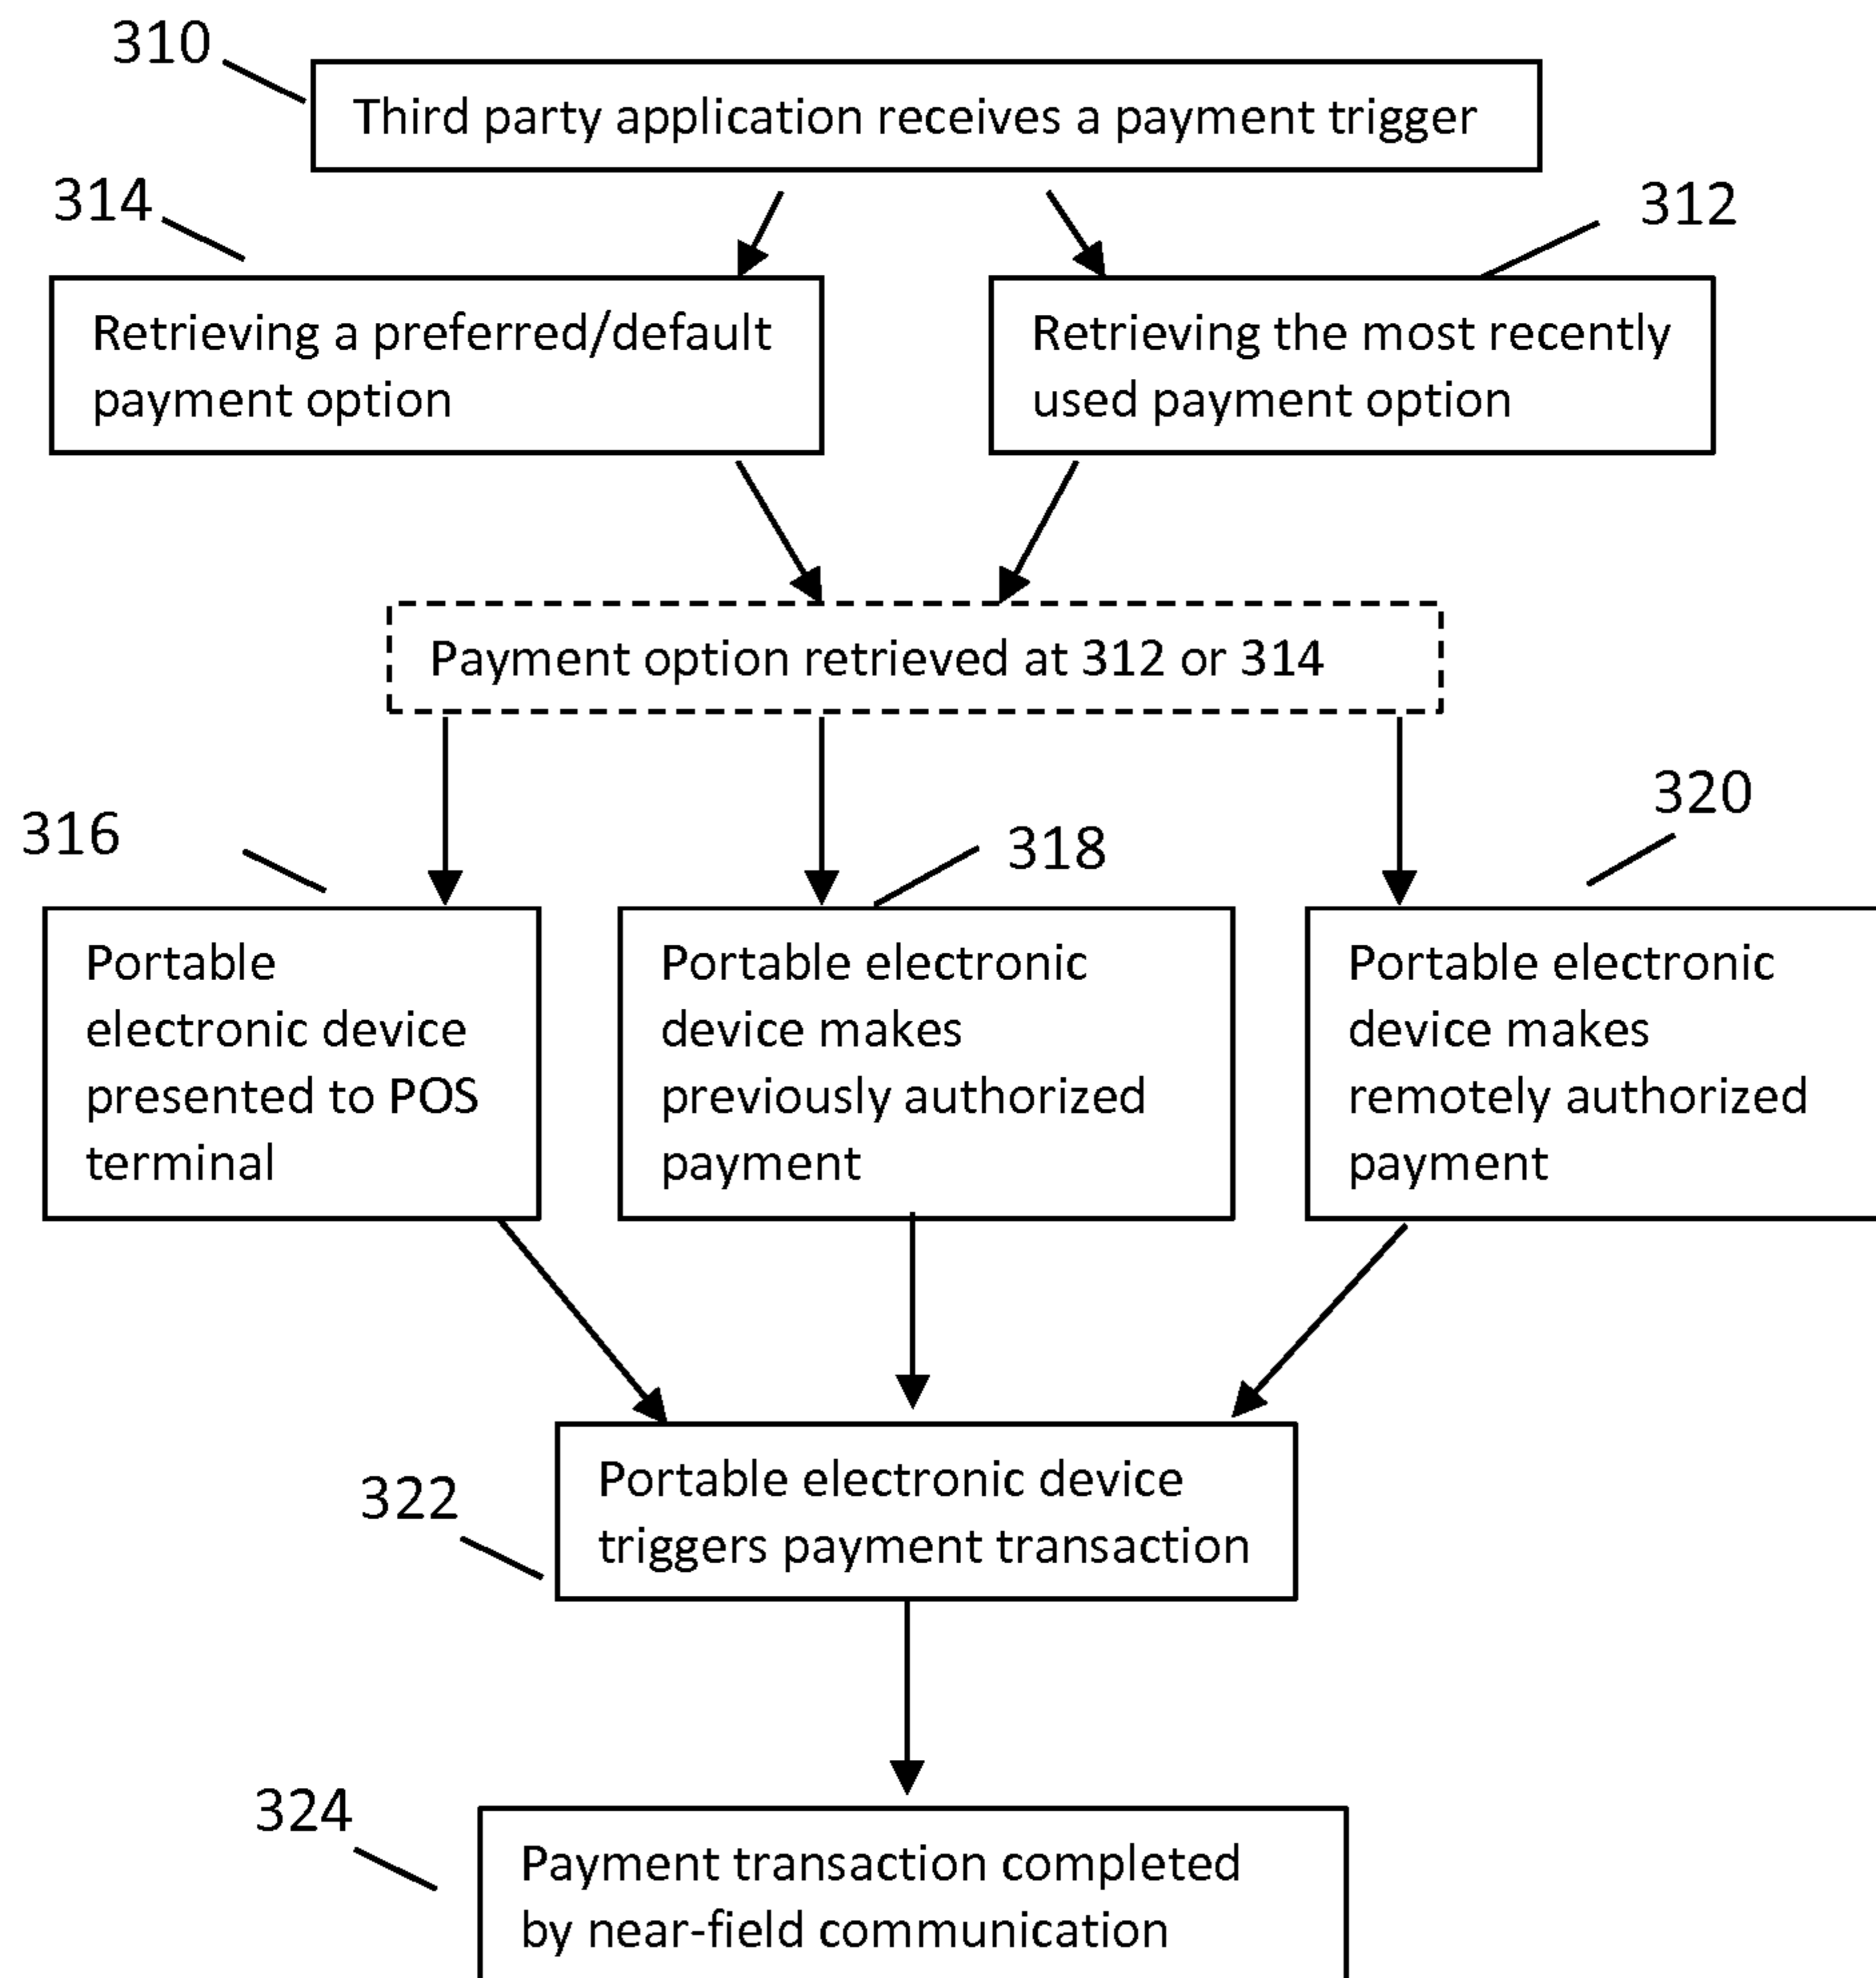 310
Third party application receives a payment trigger
314
312
Retrieving a preferred/default
payment option
Retrieving the most recently
used payment option
Payment option retrieved at 312 or 314
316
318
320
Portable
electronic device
presented to POS
terminal
Portable electronic
device makes
previously authorized
payment
Portable electronic
device makes
remotely authorized
payment
322
Portable electronic device
triggers payment transaction
324
Payment transaction completed
by near-field communication